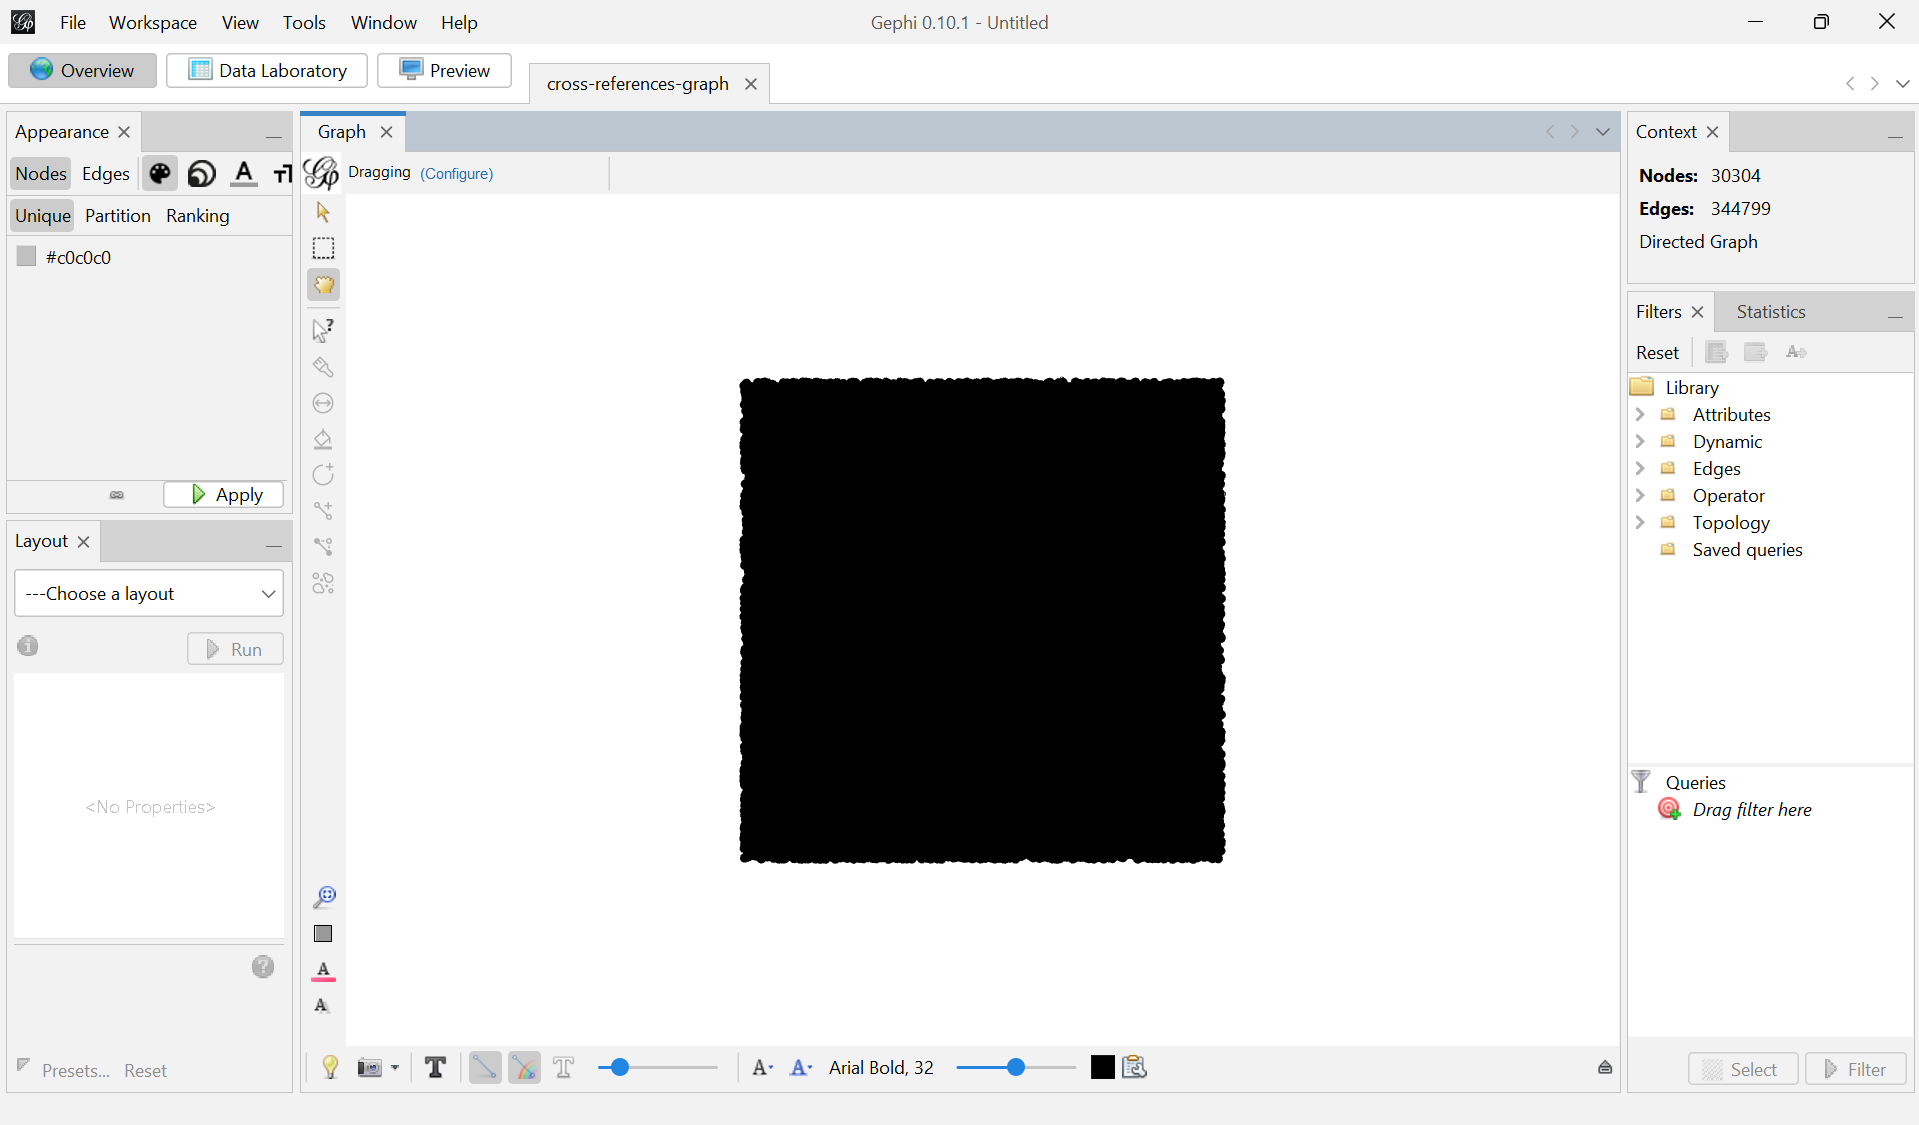 File Workspace View Tools Window Help
Gephi 0.10.1 - Untitled
Overview Data Laboratory Preview
cross-references-graph
Appearance
Nodes Edges
Unique Partition Ranking
#c0c0c0
Apply
Layout
---Choose a layout
Run
<No Properties>
Presets... Reset
Graph
Dragging (Configure)
Arial Bold, 32
Context
Nodes: 30304
Edges: 344799
Directed Graph
Filters Statistics
Reset
Library
Attributes
Dynamic
Edges
Operator
Topology
Saved queries
Queries
Drag filter here
Select Filter